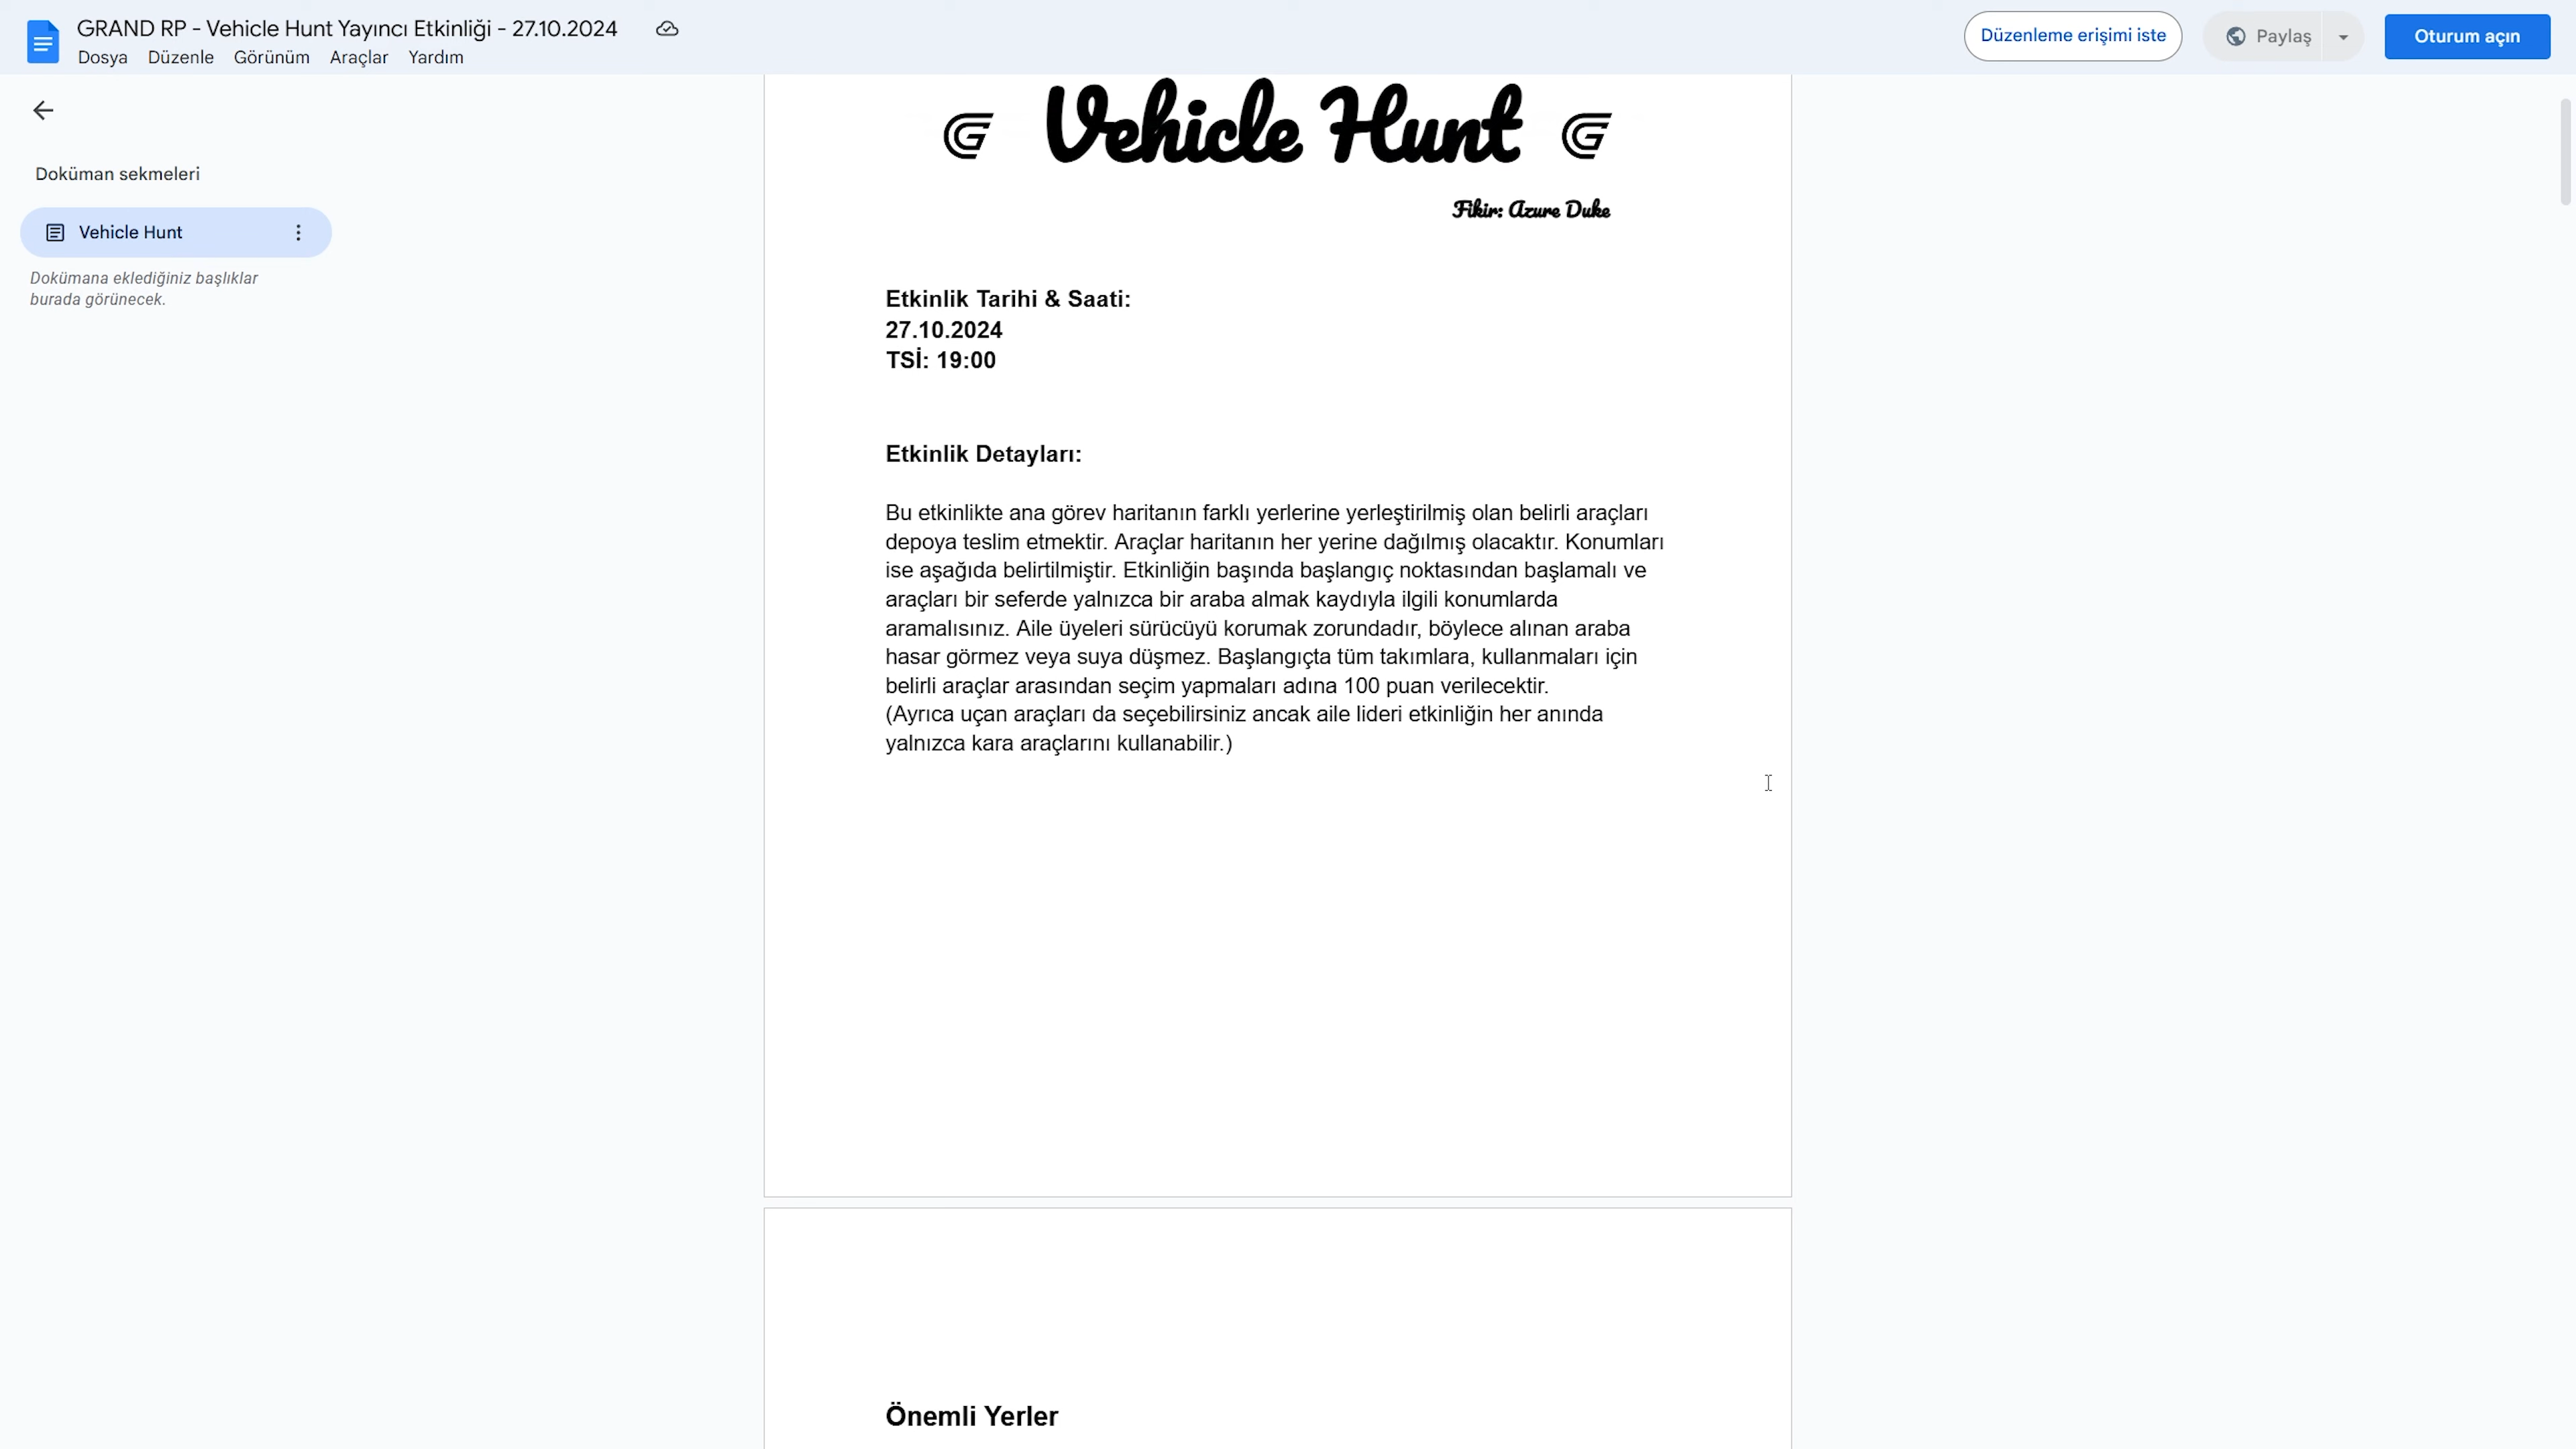 GRAND RP - Vehicle Hunt Yayıncı Etkinliği - 27.10.2024
Dosya Düzenle Görünüm Araçlar Yardım
Düzenleme erişimi iste
Paylaş
Oturum açın
Doküman sekmeleri
Vehicle Hunt
Dokümana eklediğiniz başlıklar
burada görünecek.
Vehicle Hunt
Fikir: Azure Duke
Etkinlik Tarihi & Saati:
27.10.2024
TSİ: 19:00
Etkinlik Detayları:
Bu etkinlikte ana görev haritanın farklı yerlerine yerleştirilmiş olan belirli araçları
depoya teslim etmektir. Araçlar haritanın her yerine dağılmış olacaktır. Konumları
ise aşağıda belirtilmiştir. Etkinliğin başında başlangıç noktasından başlamalı ve
araçları bir seferde yalnızca bir araba almak kaydıyla ilgili konumlarda
aramalısınız. Aile üyeleri sürücüyü korumak zorundadır, böylece alınan araba
hasar görmez veya suya düşmez. Başlangıçta tüm takımlara, kullanmaları için
belirli araçlar arasından seçim yapmaları adına 100 puan verilecektir.
(Ayrıca uçan araçları da seçebilirsiniz ancak aile lideri etkinliğin her anında
yalnızca kara araçlarını kullanabilir.)
Önemli Yerler